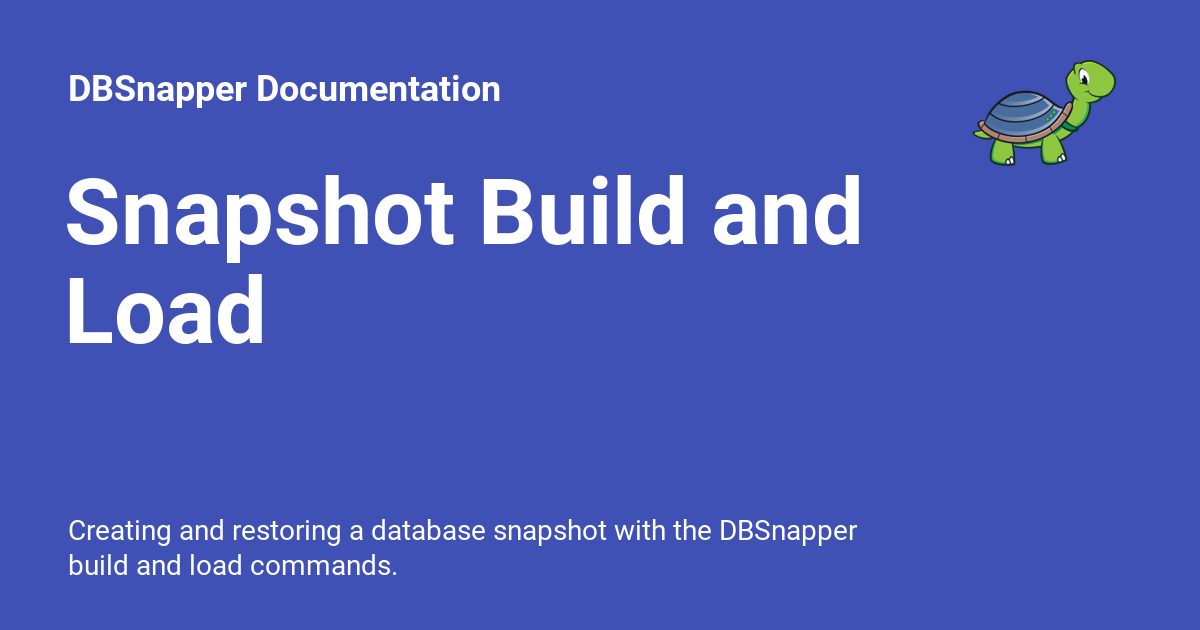 DBSnapper Documentation
Snapshot Build and
Load
Creating and restoring a database snapshot with the DBSnapper
build and load commands.